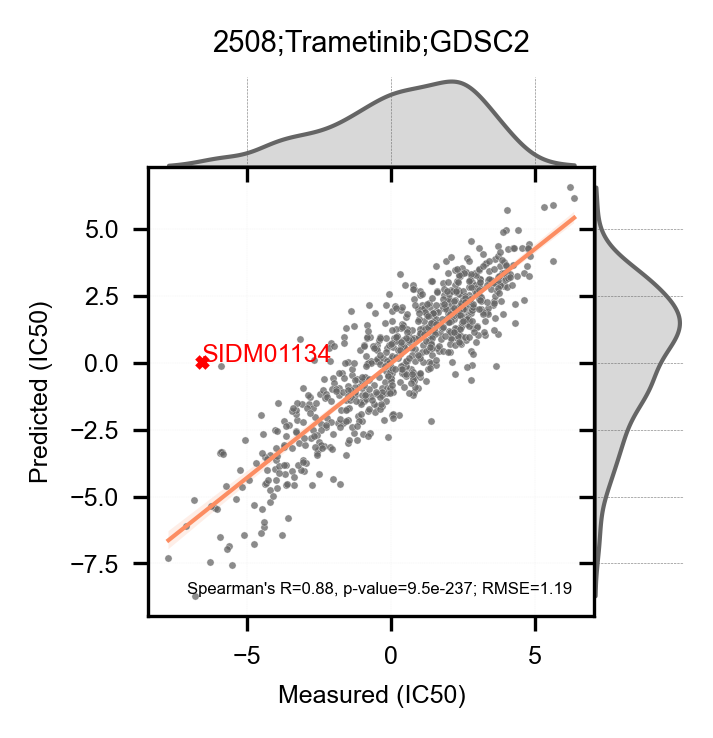 2508;Trametinib;GDSC2
5.0
2.5
0.0
−2.5
−5.0
−7.5
Predicted (IC50)
SIDM01134
Spearman's R=0.88, p-value=9.5e-237; RMSE=1.19
−5
0
5
Measured (IC50)